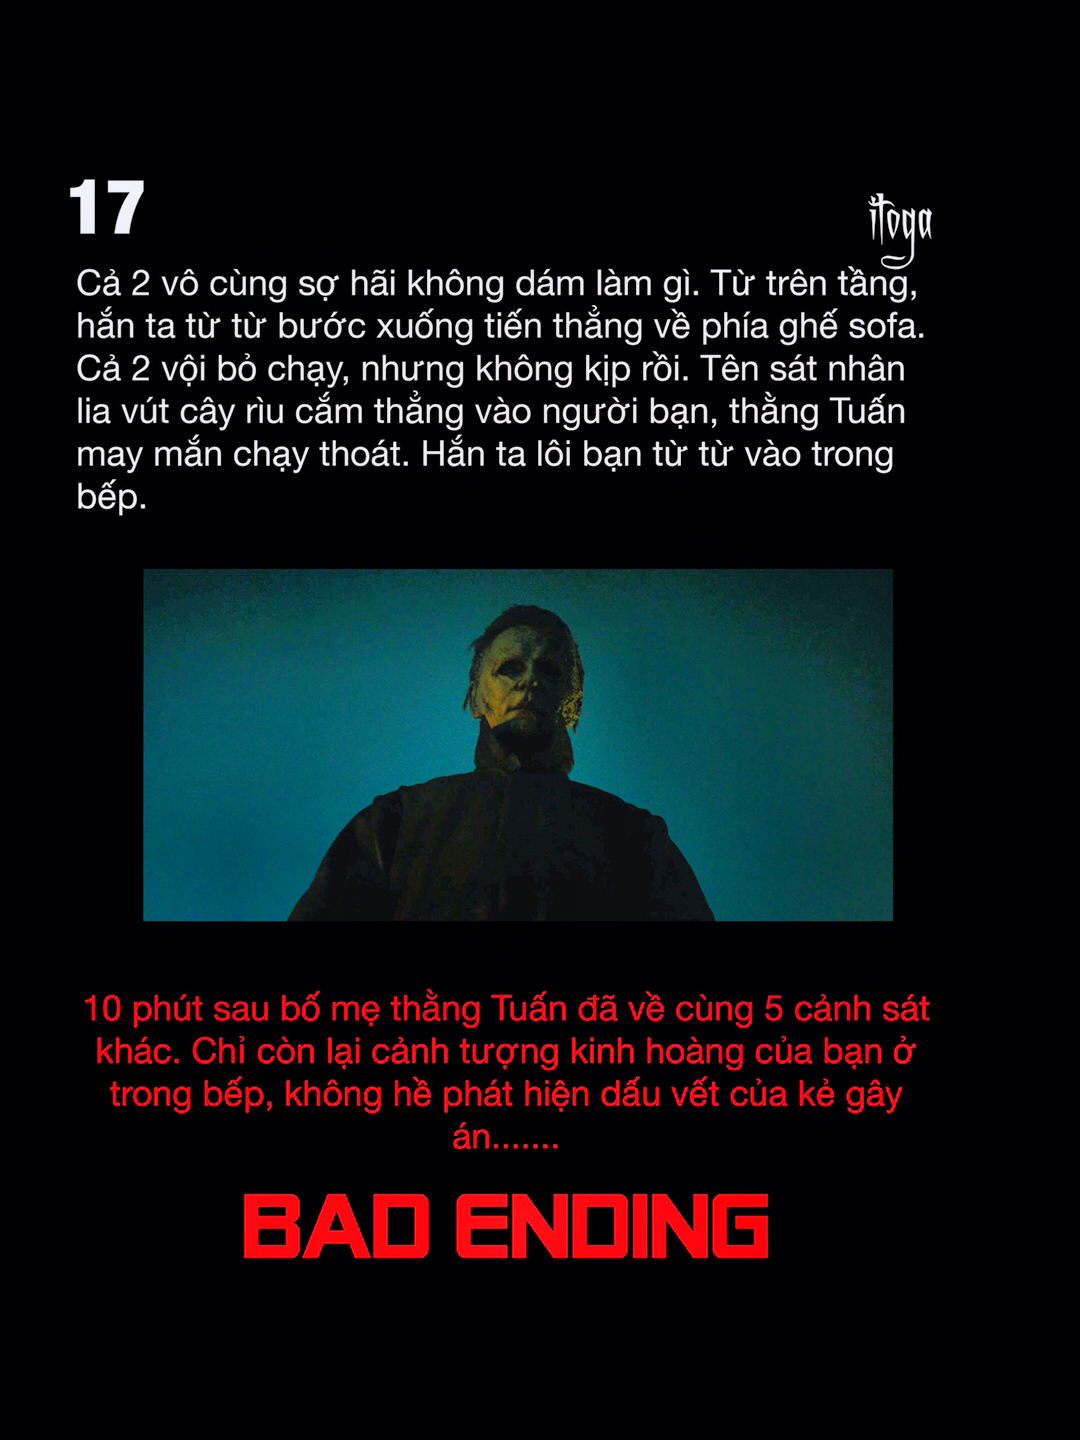 17
itoga
Cả 2 vô cùng sợ hãi không dám làm gì. Từ trên tầng,
hắn ta từ từ bước xuống tiến thẳng về phía ghế sofa.
Cả 2 vội bỏ chạy, nhưng không kịp rồi. Tên sát nhân
lia vút cây rìu cắm thẳng vào người bạn, thằng Tuấn
may mắn chạy thoát. Hắn ta lôi bạn từ từ vào trong
bếp.
10 phút sau bố mẹ thằng Tuấn đã về cùng 5 cảnh sát
khác. Chỉ còn lại cảnh tượng kinh hoàng của bạn ở
trong bếp, không hề phát hiện dấu vết của kẻ gây
án.......
BAD ENDING